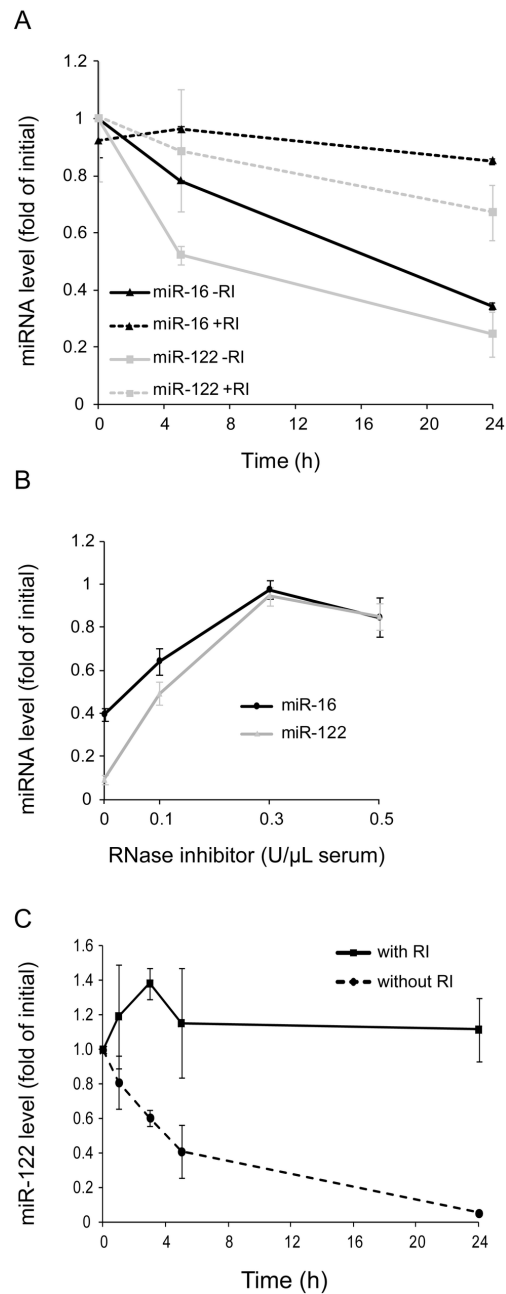 A
miRNA level (fold of initial)
1.2
1
0.8
0.6
0.4
0.2
0
miR-16 -RI
miR-16 +RI
miR-122 -RI
miR-122 +RI
0 4 8 12 16 20 24
Time (h)
B
miRNA level (fold of initial)
1.2
1
0.8
0.6
0.4
0.2
0
miR-16
miR-122
0 0.1 0.3 0.5
RNase inhibitor (U/µL serum)
C
miR-122 level (fold of initial)
1.6
1.4
1.2
1.0
0.8
0.6
0.4
0.2
0
with RI
without RI
0 4 8 12 16 20 24
Time (h)